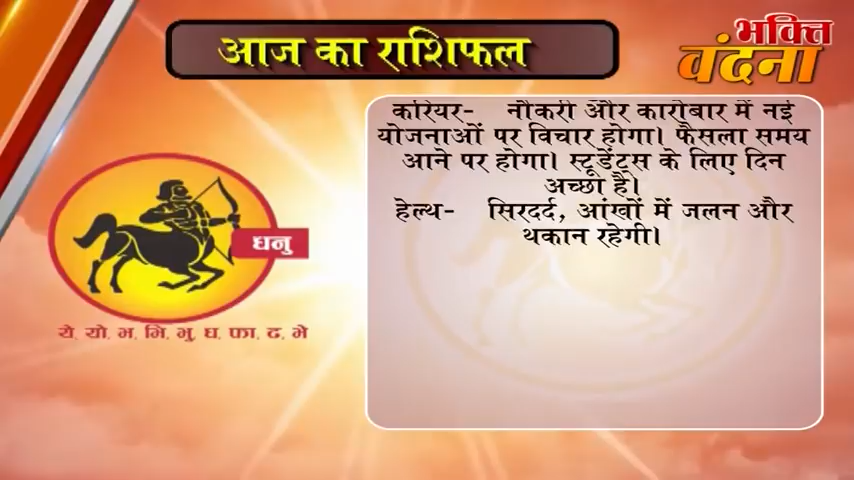 आज का राशिफल
भक्ति
वंदना
करियर- नौकरी और कारोबार में नई
योजनाओं पर विचार होगा। फैसला समय
आने पर होगा। स्टूडेंट्स के लिए दिन
अच्छा है।
हेल्थ- सिरदर्द, आंखों में जलन और
थकान रहेगी।
धनु
ये, यो, भ, भि, भु, ध, फा, ढ, भे